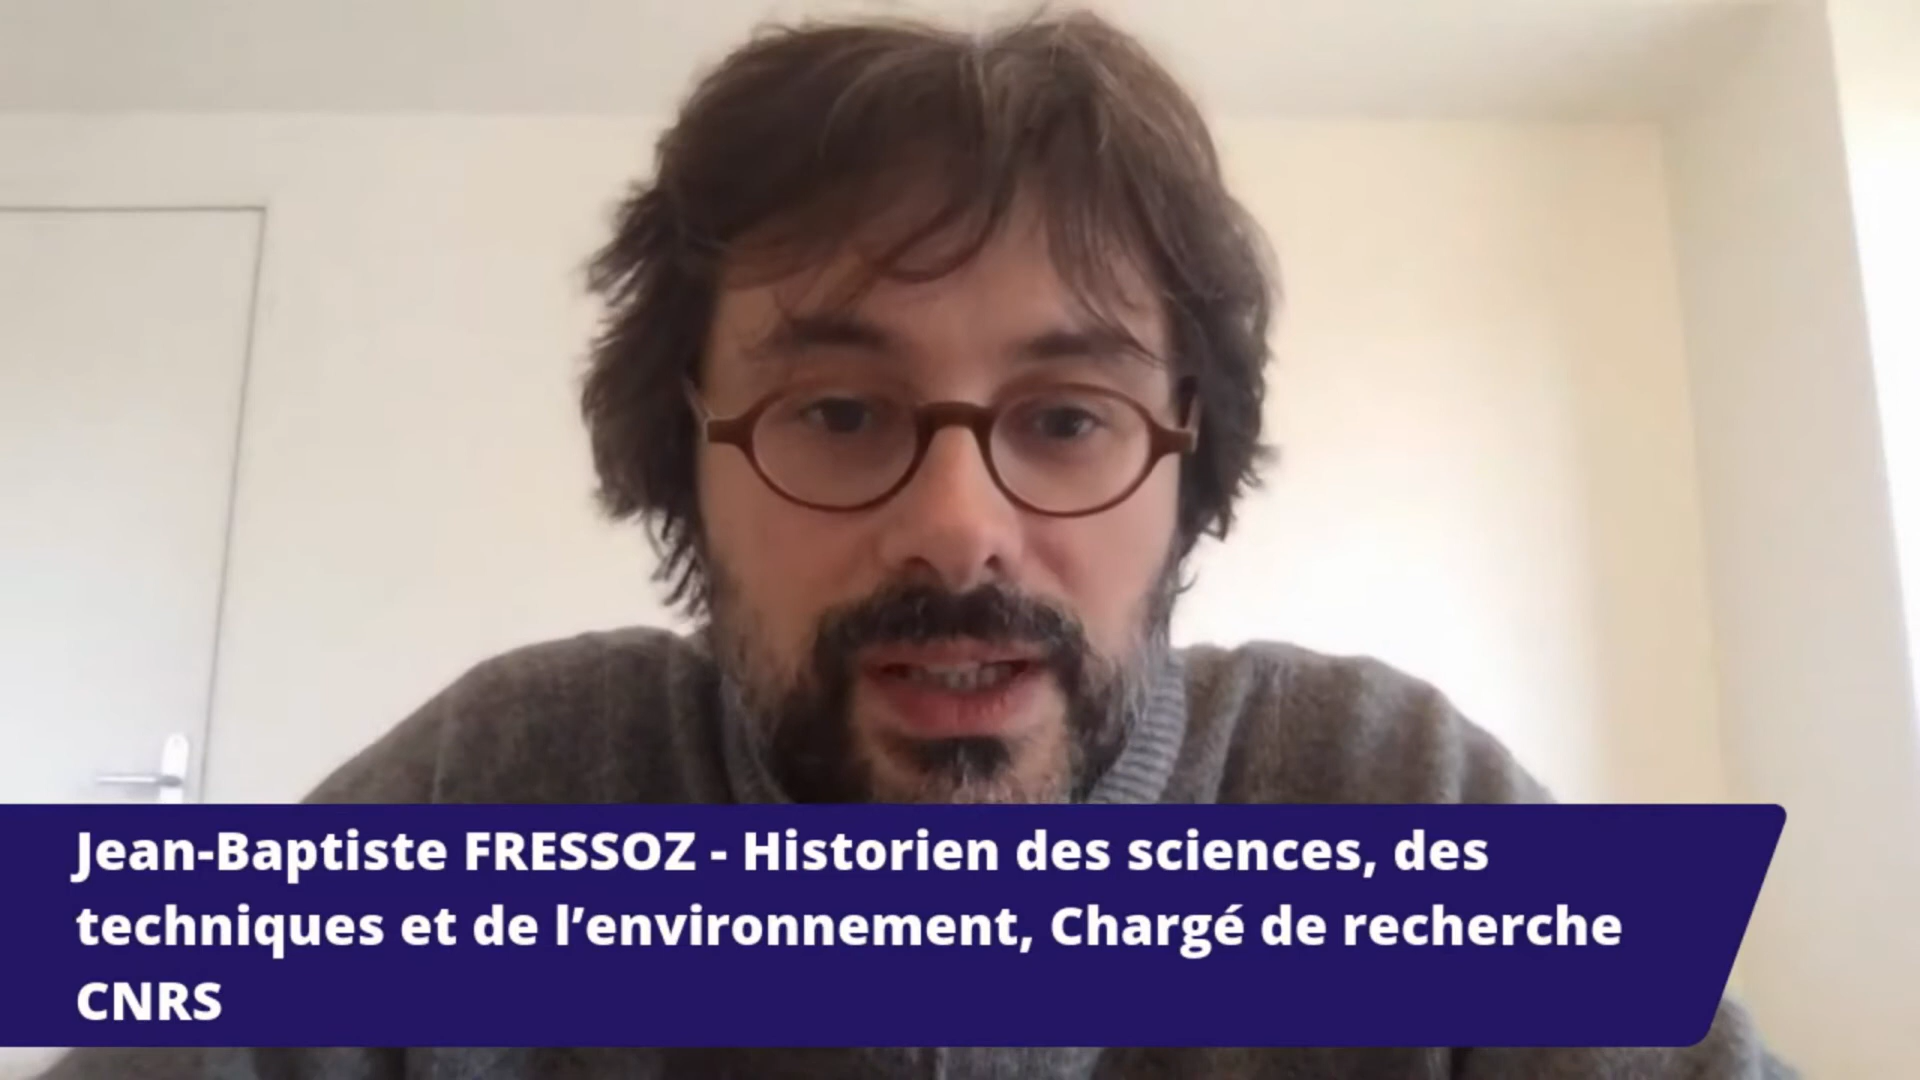 Jean-Baptiste FRESSOZ - Historien des sciences, des
techniques et de l’environnement, Chargé de recherche
CNRS